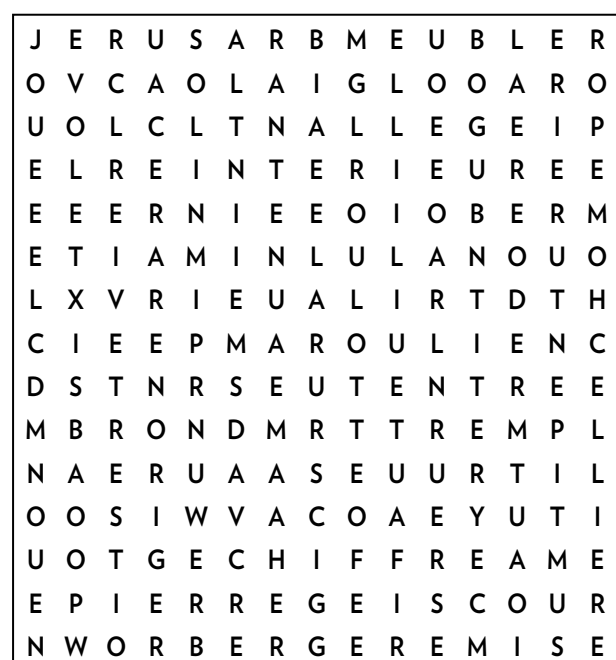 J E R U S A R B M E U B L E R
O V C A O L A I G L O O A R O
U O L C L T N A L L E G E I P
E L R E I N T E R I E U R E E
E E E R N I E E O I O B E R M
E T I A M I N L U L A N O U O
L X V R I E U A L I R T D T H
C I E E P M A R O U L I E N C
D S T N R S E U T E N T R E E
M B R O N D M R T T R E M P L
N A E R U A A S E U U R T I L
O O S I W V A C O A E Y U T I
U O T G E C H I F F R E A M E
E P I E R R E G E I S C O U R
N W O R B E R G E R E M I S E